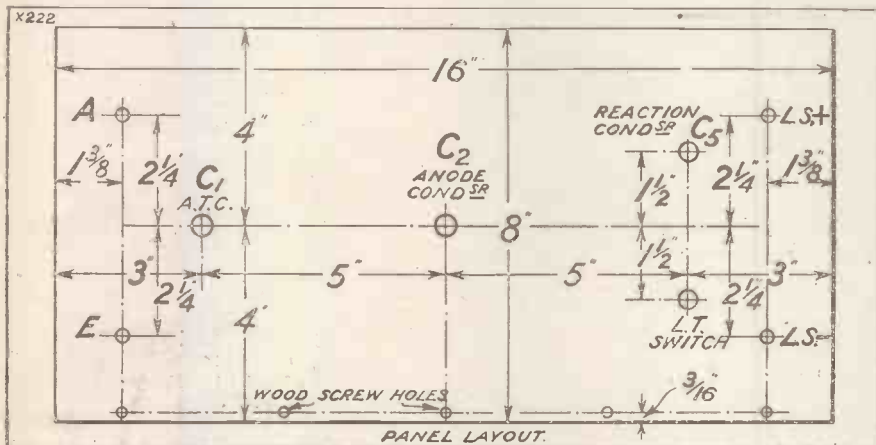 X222
16"
A
4"
REACTION
COND SR C5
L.S.+
1 3/8"
2 1/4"
C1
A.T.C.
C2
ANODE
COND SR
1 1/2"
2 1/4"
1 3/8"
8"
3"
5"
5"
1 1/2"
3"
2 1/4"
4"
2 1/4"
E
L.T.
SWITCH
L.S.-
WOOD SCREW HOLES
3/16"
PANEL LAYOUT.